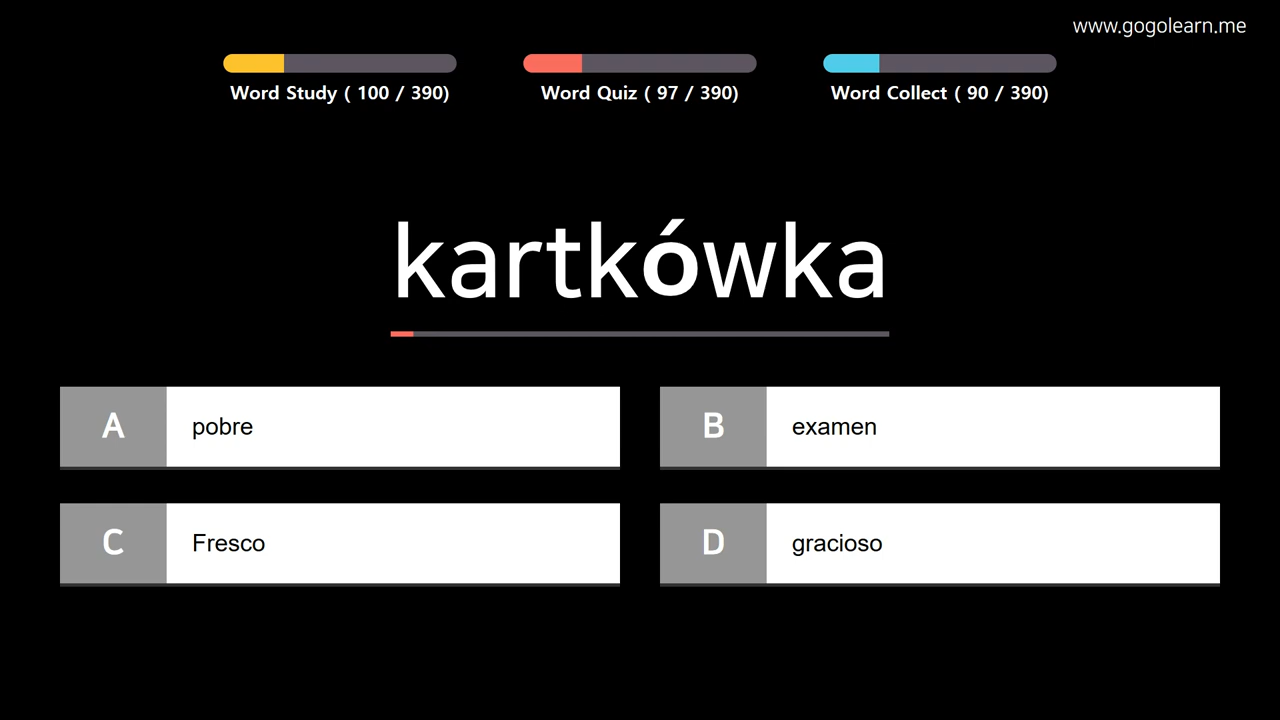 www.gogolearn.me
Word Study ( 100 / 390)
Word Quiz ( 97 / 390)
Word Collect ( 90 / 390)
kartkówka
A pobre
B examen
C Fresco
D gracioso